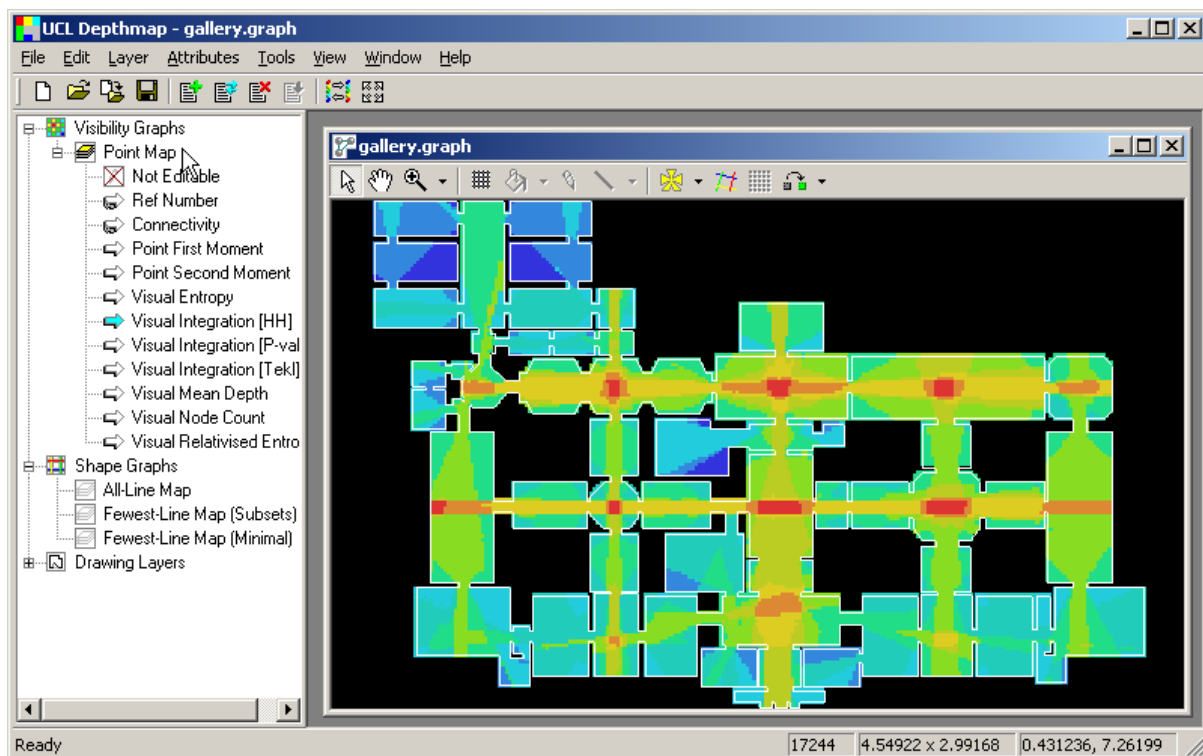 UCL Depthmap - gallery.graph
File Edit Layer Attributes Tools View Window Help
Visibility Graphs
Point Map
Not Editable
Ref Number
Connectivity
Point First Moment
Point Second Moment
Visual Entropy
Visual Integration [HH]
Visual Integration [P-val
Visual Integration [Tekl]
Visual Mean Depth
Visual Node Count
Visual Relativised Entro
Shape Graphs
All-Line Map
Fewest-Line Map (Subsets)
Fewest-Line Map (Minimal)
Drawing Layers
gallery.graph
Ready 17244 4.54922 x 2.99168 0.431236, 7.26199